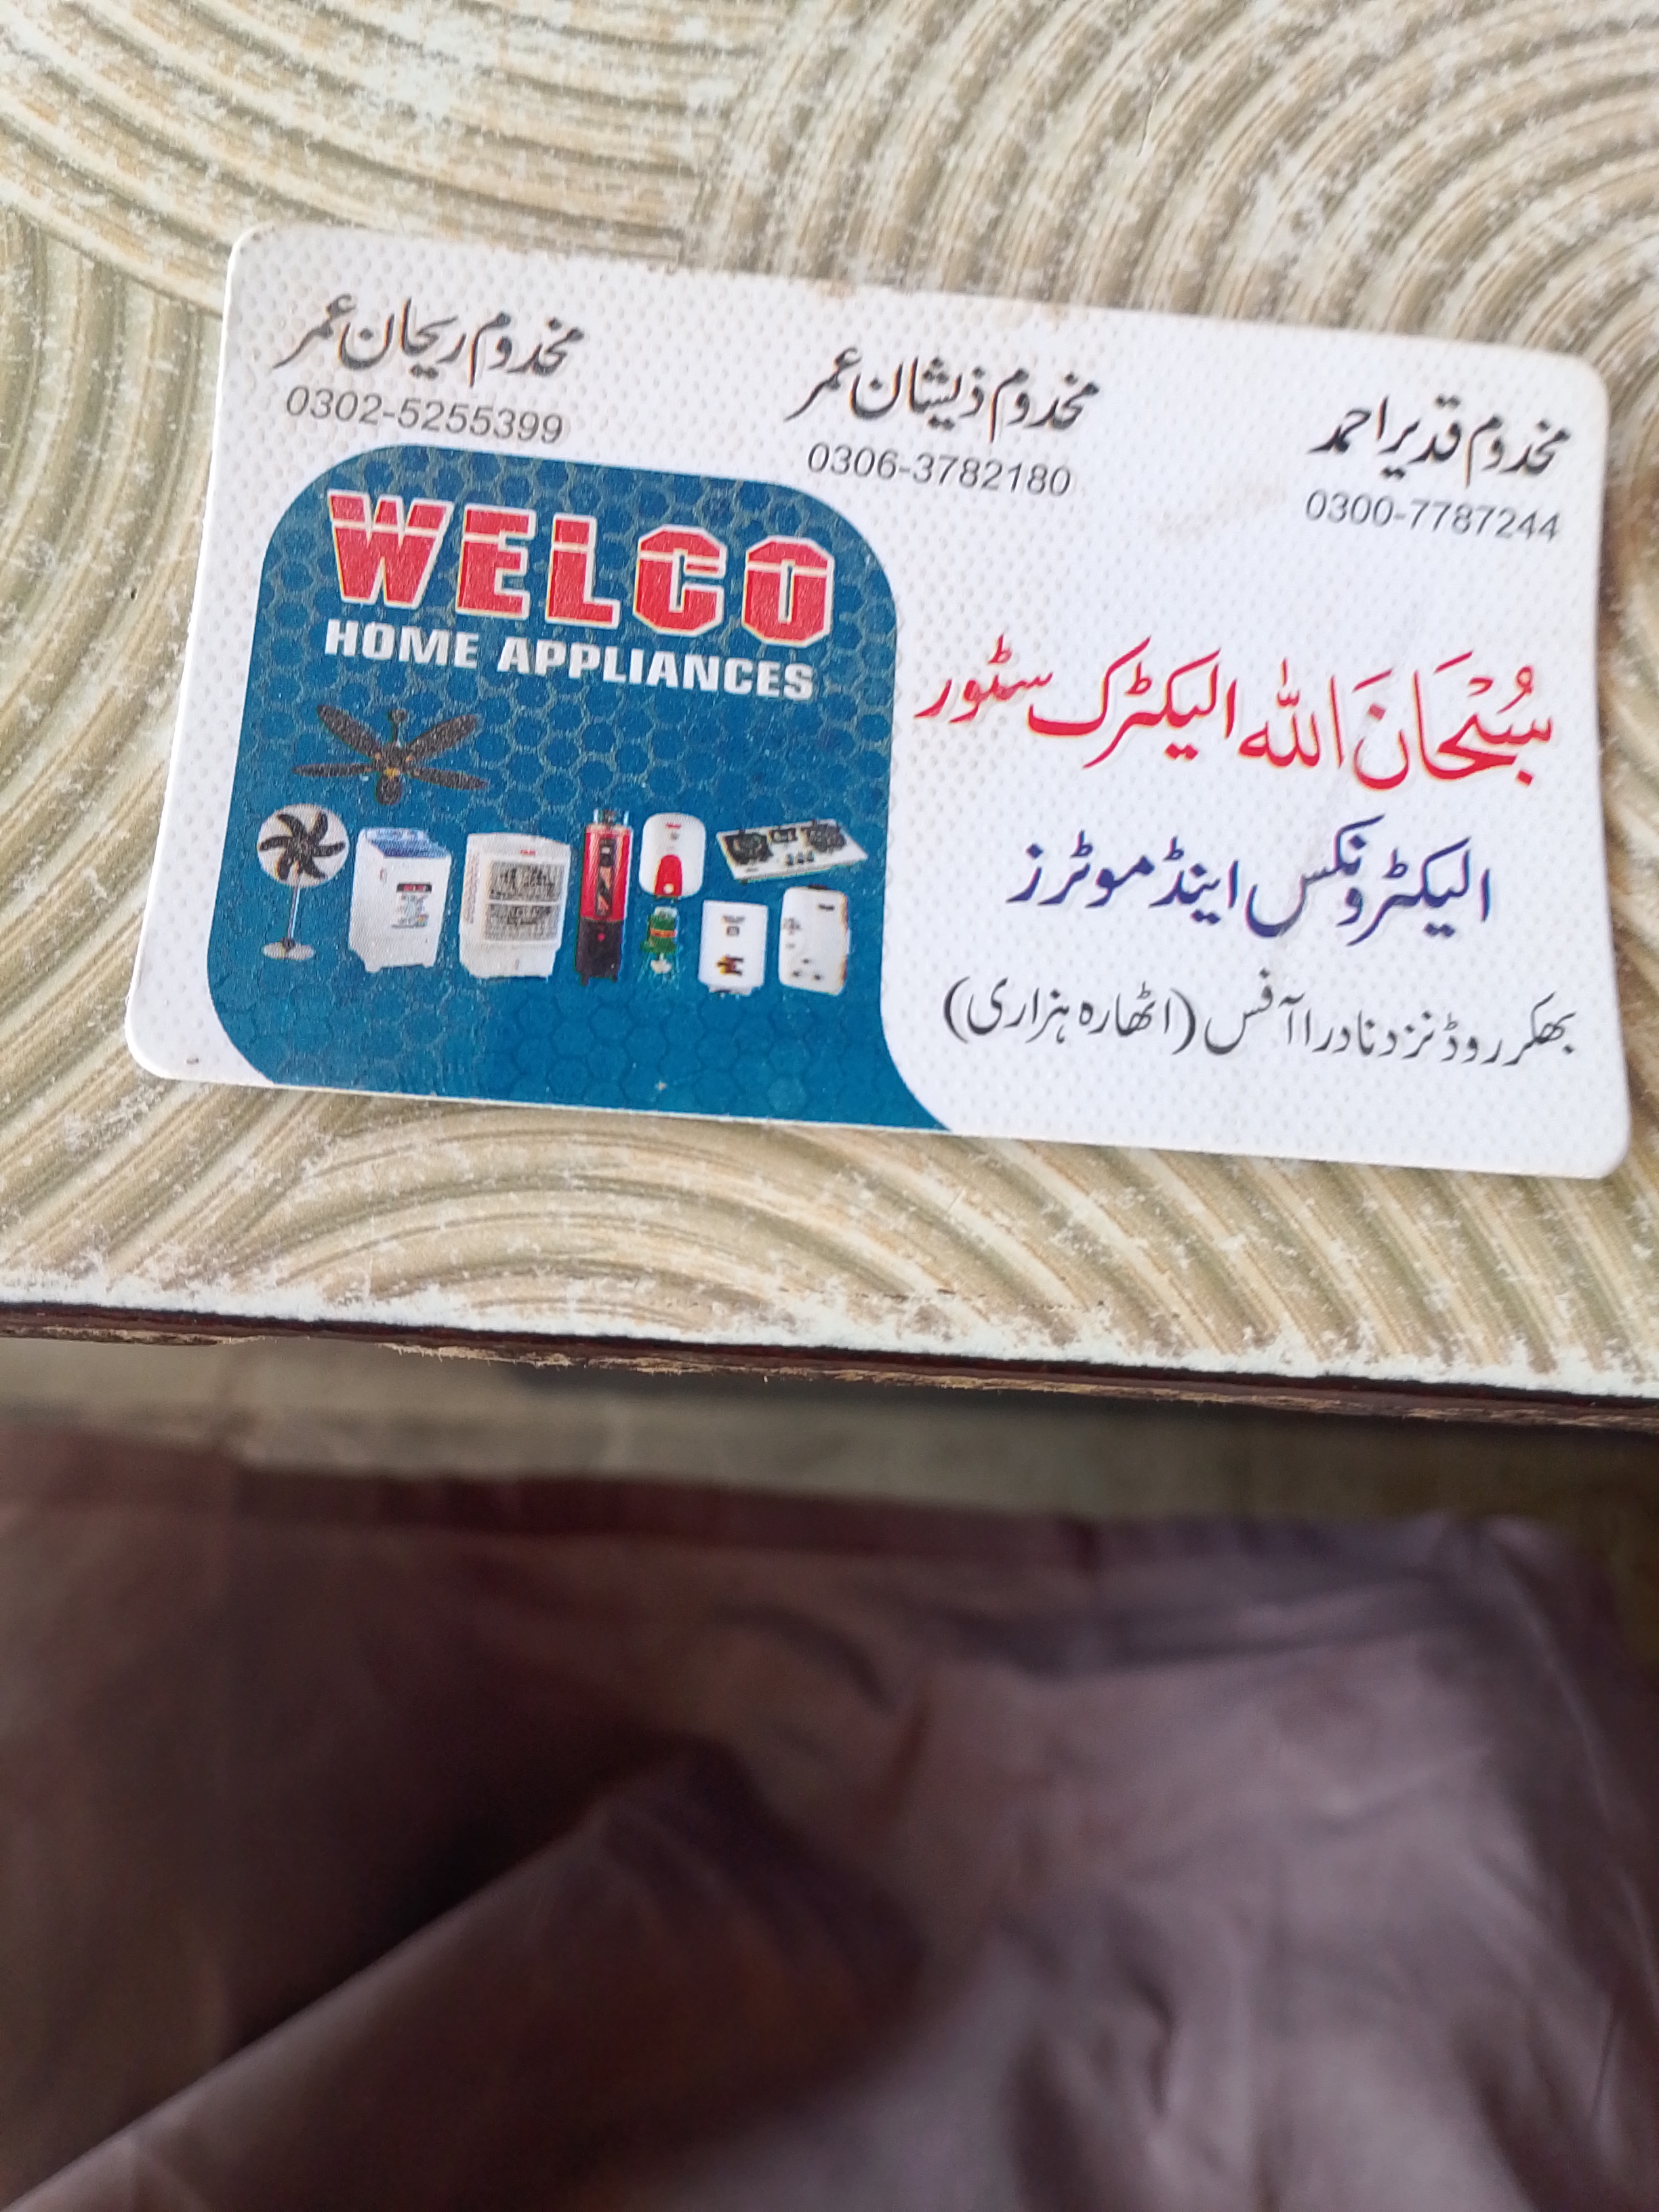 مخدوم قدیر احمد
0300-7787244
مخدوم ذیشان عمر
0306-3782180
مخدوم ریحان عمر
0302-5255399
WELCO
HOME APPLIANCES
سُبْحَانَ اللہ الیکٹرک سٹور
الیکٹرونکس اینڈ موٹرز
بھکر روڈ نزد نادرا آفس (اٹھارہ ہزاری)